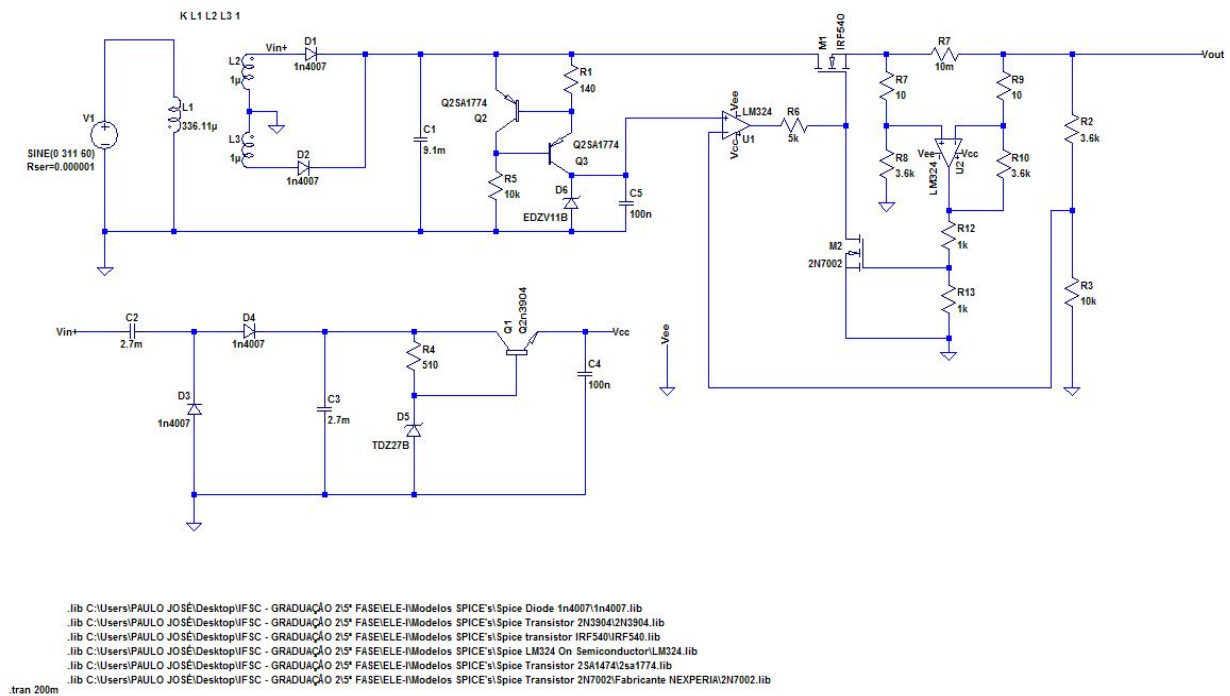 K L1 L2 L3 1
V1
SINE(0 311 60)
Rser=0.000001
L1
336.11µ
L2
1µ
L3
1µ
Vin+
D1
1n4007
D2
1n4007
C1
9.1m
Q2SA1774
Q2
R1
140
Q2SA1774
Q3
R5
10k
D6
EDZV11B
C5
100n
Vee
LM324
U1
Vcc
R6
5k
M1
IRF540
R7
10m
Vout
R7
10
R9
10
R2
3.6k
R8
3.6k
Vee
Vcc
LM324
U2
R10
3.6k
M2
2N7002
R12
1k
R13
1k
R3
10k
Vin+
C2
2.7m
D4
1n4007
D3
1n4007
C3
2.7m
R4
510
D5
TDZ27B
Q1
Q2n3904
Vcc
C4
100n
Vee
.lib C:\Users\PAULO JOSÉ\Desktop\IFSC - GRADUAÇÃO 2\5ª FASE\ELE-I\Modelos SPICE's\Spice Diode 1n4007\1n4007.lib
.lib C:\Users\PAULO JOSÉ\Desktop\IFSC - GRADUAÇÃO 2\5ª FASE\ELE-I\Modelos SPICE's\Spice Transistor 2N3904\2N3904.lib
.lib C:\Users\PAULO JOSÉ\Desktop\IFSC - GRADUAÇÃO 2\5ª FASE\ELE-I\Modelos SPICE's\Spice transistor IRF540\IRF540.lib
.lib C:\Users\PAULO JOSÉ\Desktop\IFSC - GRADUAÇÃO 2\5ª FASE\ELE-I\Modelos SPICE's\Spice LM324 On Semiconductor\LM324.lib
.lib C:\Users\PAULO JOSÉ\Desktop\IFSC - GRADUAÇÃO 2\5ª FASE\ELE-I\Modelos SPICE's\Spice Transistor 2SA1474\2sa1774.lib
.lib C:\Users\PAULO JOSÉ\Desktop\IFSC - GRADUAÇÃO 2\5ª FASE\ELE-I\Modelos SPICE's\Spice Transistor 2N7002\Fabricante NEXPERIA\2N7002.lib
.tran 200m